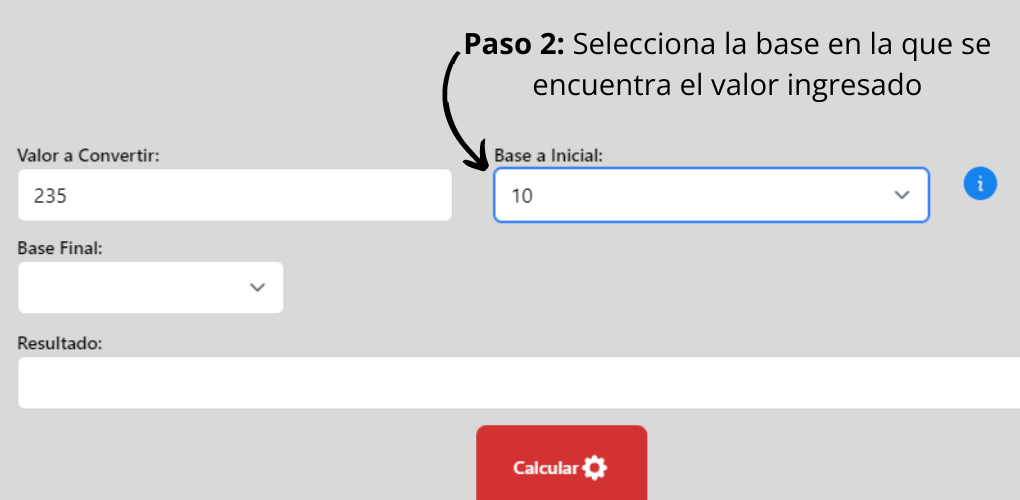 Paso 2: Selecciona la base en la que se
encuentra el valor ingresado
Valor a Convertir:
Base a Inicial:
235
10
i
Base Final:
Resultado:
Calcular